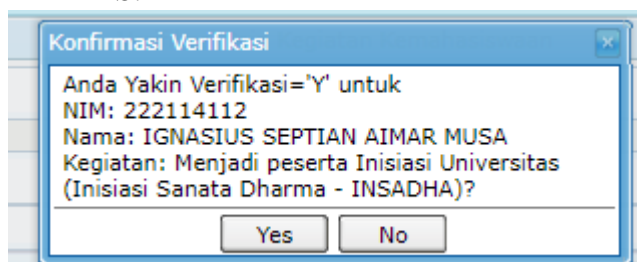 Konfirmasi Verifikasi
Anda Yakin Verifikasi='Y' untuk
NIM: 222114112
Nama: IGNASIUS SEPTIAN AIMAR MUSA
Kegiatan: Menjadi peserta Inisiasi Universitas
(Inisiasi Sanata Dharma - INSADHA)?
Yes No